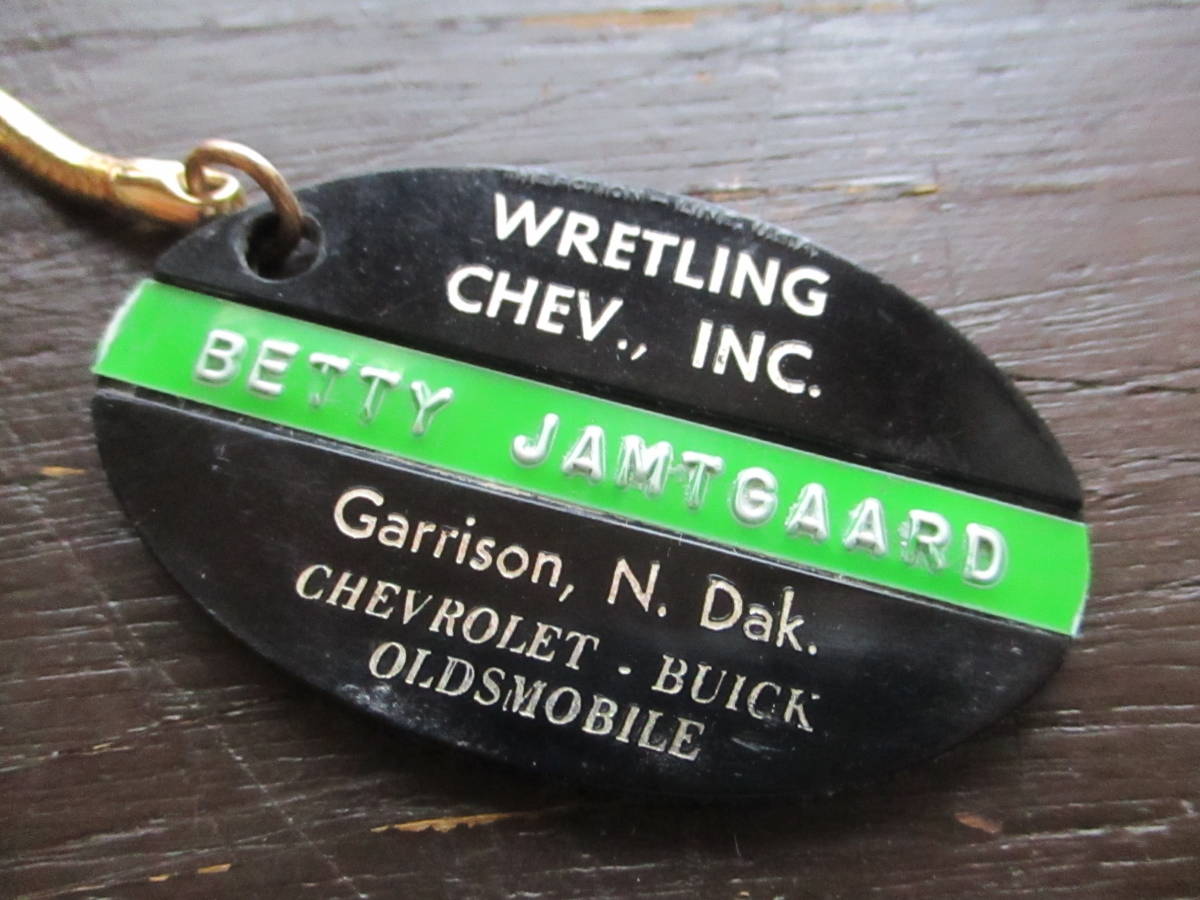 WRETLING
CHEV., INC.
BETTY JAMTGAARD
Garrison, N. Dak.
CHEVROLET - BUICK
OLDSMOBILE